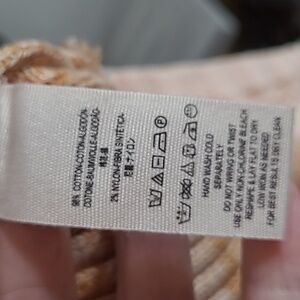 98% COTTON-COTON-ALGODÓN-
COTONE-BAUMWOLLE-ALGODÃO-
2% NYLON-FIBRA SINTETICA-
HAND WASH COLD
SEPARATELY
DO NOT WRING OR TWIST
USE ONLY NON-CHLORINE BLEACH
RESHAPE & LAY FLAT TO DRY
LOW IRON AS NEEDED
FOR BEST RESULTS DRY CLEAN